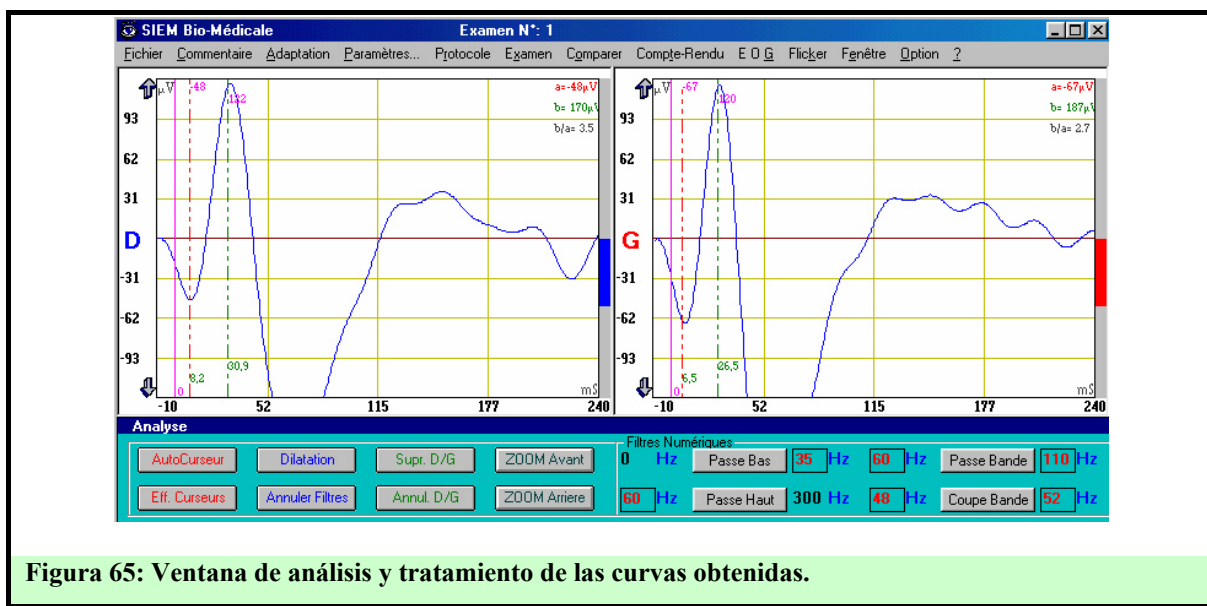 SIEM Bio-Médicale Examen N°: 1
Fichier Commentaire Adaptation Paramètres... Protocole Examen Comparer Compte-Rendu E O G Flicker Fenêtre Option ?
µV -48 122 a=-48µV
b= 170µV
b/a= 3.5
93
62
31
D
-31
-62
-93
8,2 30,9
0 mS
-10 52 115 177 240
µV -67 120 a=-67µV
b= 187µV
b/a= 2.7
93
62
31
G
-31
-62
-93
6,5 26,5
0 mS
-10 52 115 177 240
Analyse
AutoCurseur Dilatation Supr. D/G ZOOM Avant
Eff. Curseurs Annuler Filtres Annul. D/G ZOOM Arriere
Filtres Numériques
0 Hz Passe Bas 35 Hz 60 Hz Passe Bande 110 Hz
60 Hz Passe Haut 300 Hz 48 Hz Coupe Bande 52 Hz
Figura 65: Ventana de análisis y tratamiento de las curvas obtenidas.